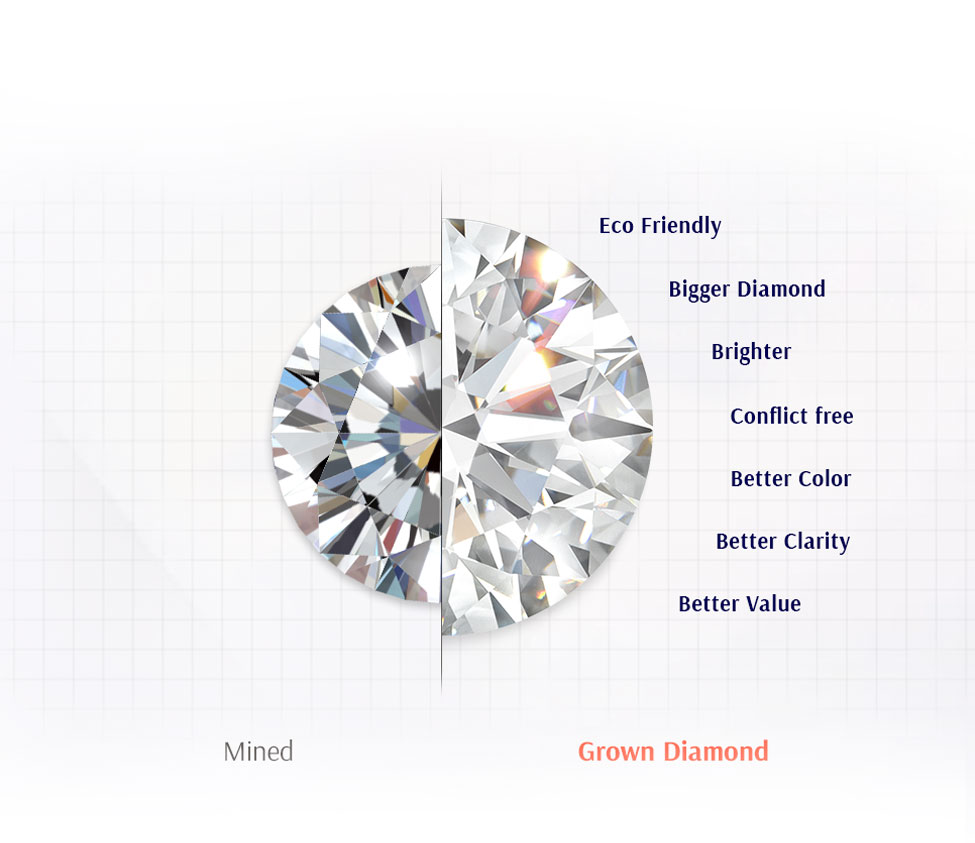 Eco Friendly
Bigger Diamond
Brighter
Conflict free
Better Color
Better Clarity
Better Value
Mined
Grown Diamond